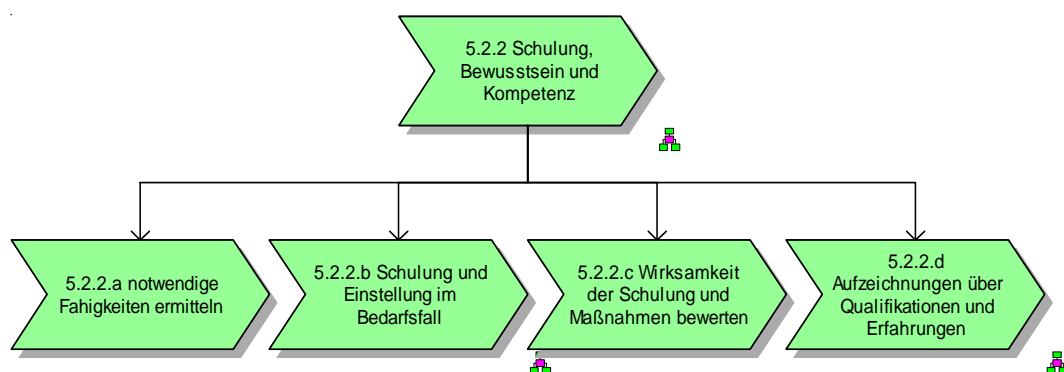 5.2.2 Schulung,
Bewusstsein und
Kompetenz
5.2.2.a notwendige
Fähigkeiten ermitteln
5.2.2.b Schulung und
Einstellung im
Bedarfsfall
5.2.2.c Wirksamkeit
der Schulung und
Maßnahmen bewerten
5.2.2.d
Aufzeichnungen über
Qualifikationen und
Erfahrungen